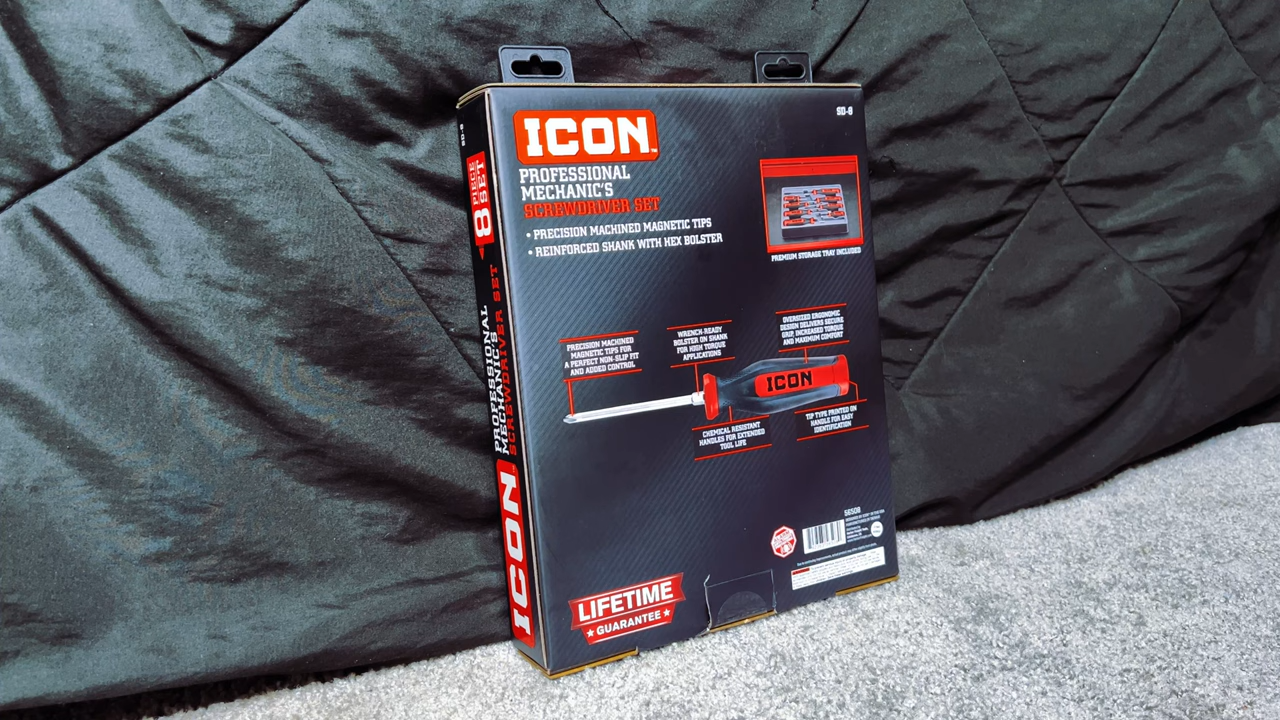 SD-8
8 PIECE
SET
PROFESSIONAL
MECHANIC'S
SCREWDRIVER SET
ICON
ICON
SD-8
PROFESSIONAL
MECHANIC'S
SCREWDRIVER SET
• PRECISION MACHINED MAGNETIC TIPS
• REINFORCED SHANK WITH HEX BOLSTER
PREMIUM STORAGE TRAY INCLUDED
PRECISION MACHINED
MAGNETIC TIPS FOR
A PERFECT NON-SLIP FIT
AND ADDED CONTROL
WRENCH-READY
BOLSTER ON SHANK
FOR HIGH TORQUE
APPLICATIONS
OVERSIZED ERGONOMIC
DESIGN DELIVERS SECURE
GRIP, INCREASED TORQUE
AND MAXIMUM COMFORT
ICON
CHEMICAL RESISTANT
HANDLES FOR EXTENDED
TOOL LIFE
TIP TYPE PRINTED ON
HANDLE FOR EASY
IDENTIFICATION
56508
LIFETIME
★ GUARANTEE ★